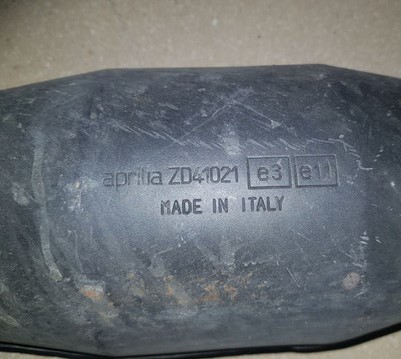 aprilia ZD41021 e3 e11
MADE IN ITALY